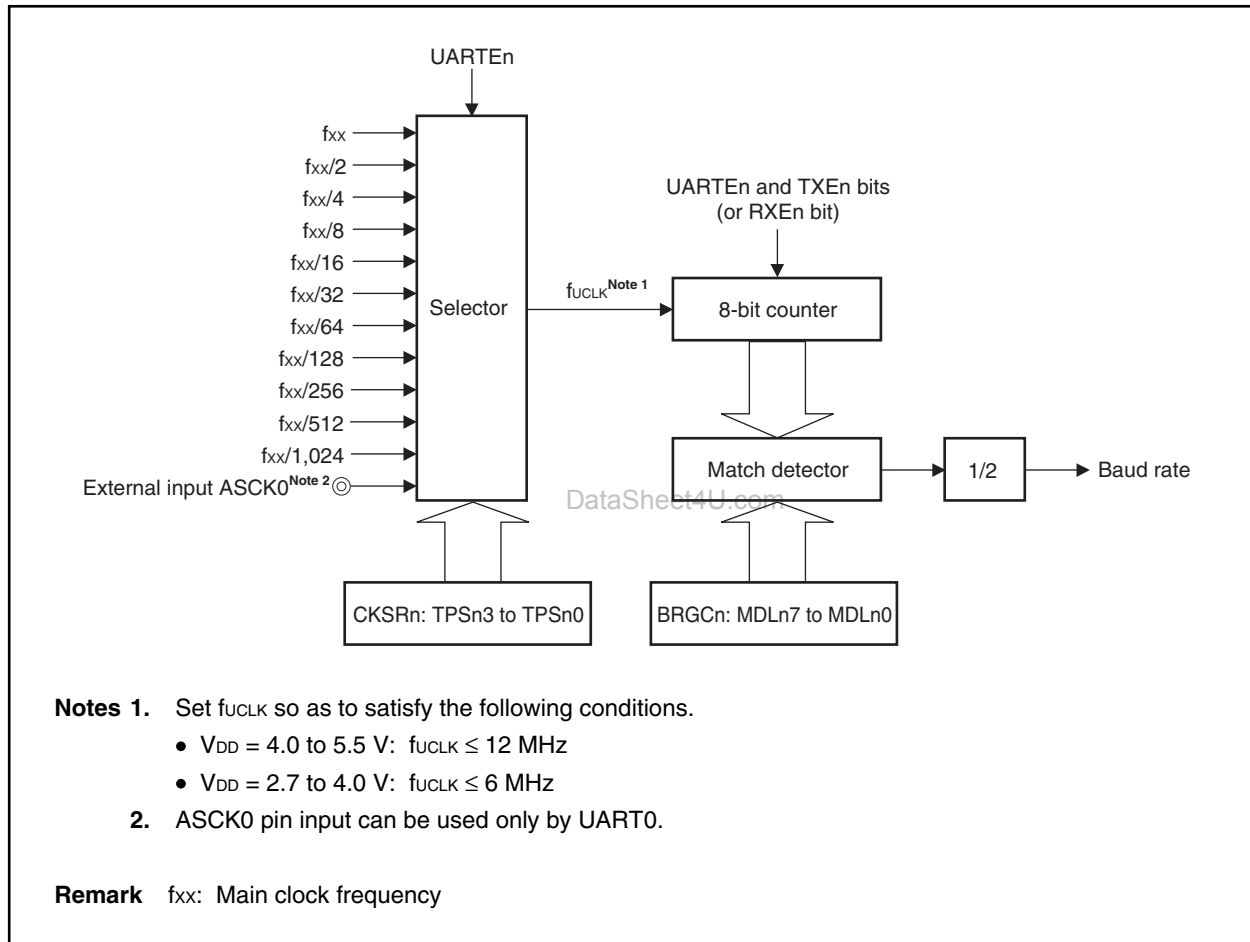 UARTEn
fXX
fXX/2
fXX/4
fXX/8
fXX/16
fXX/32
fXX/64
fXX/128
fXX/256
fXX/512
fXX/1,024
External input ASCK0Note 2
Selector
fUCLKNote 1
UARTEn and TXEn bits
(or RXEn bit)
8-bit counter
Match detector
1/2
Baud rate
DataSheet4U.com
CKSRn: TPSn3 to TPSn0
BRGCn: MDLn7 to MDLn0
Notes 1. Set fUCLK so as to satisfy the following conditions.
• VDD = 4.0 to 5.5 V: fUCLK ≤ 12 MHz
• VDD = 2.7 to 4.0 V: fUCLK ≤ 6 MHz
2. ASCK0 pin input can be used only by UART0.
Remark fXX: Main clock frequency